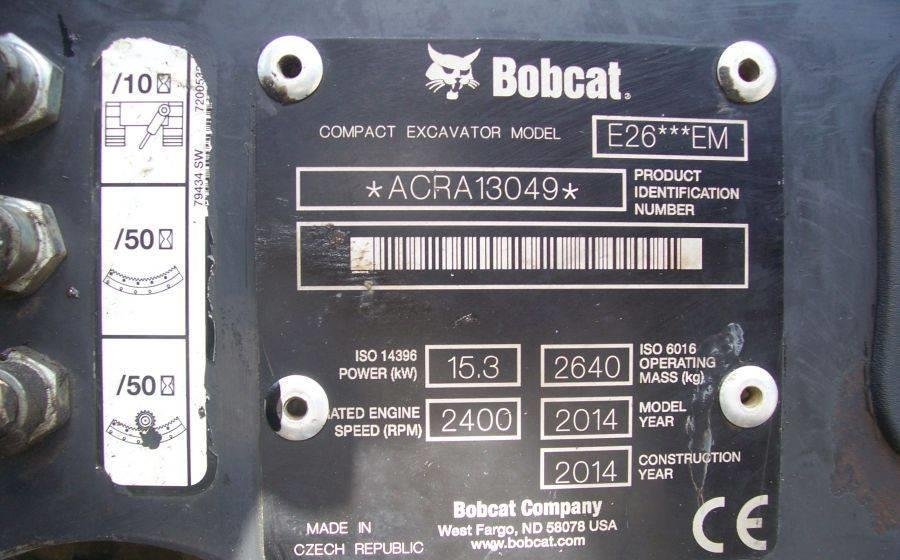 /10
/50
/50
79434 SW
Bobcat
COMPACT EXCAVATOR MODEL E26***EM
*ACRA13049* PRODUCT
IDENTIFICATION
NUMBER
ISO 14396
POWER (kW) 15.3
2640 ISO 6016
OPERATING
MASS (kg)
ATED ENGINE
SPEED (RPM) 2400
2014 MODEL
YEAR
2014 CONSTRUCTION
YEAR
MADE IN
CZECH REPUBLIC
Bobcat Company
West Fargo, ND 58078 USA
www.bobcat.com
CE